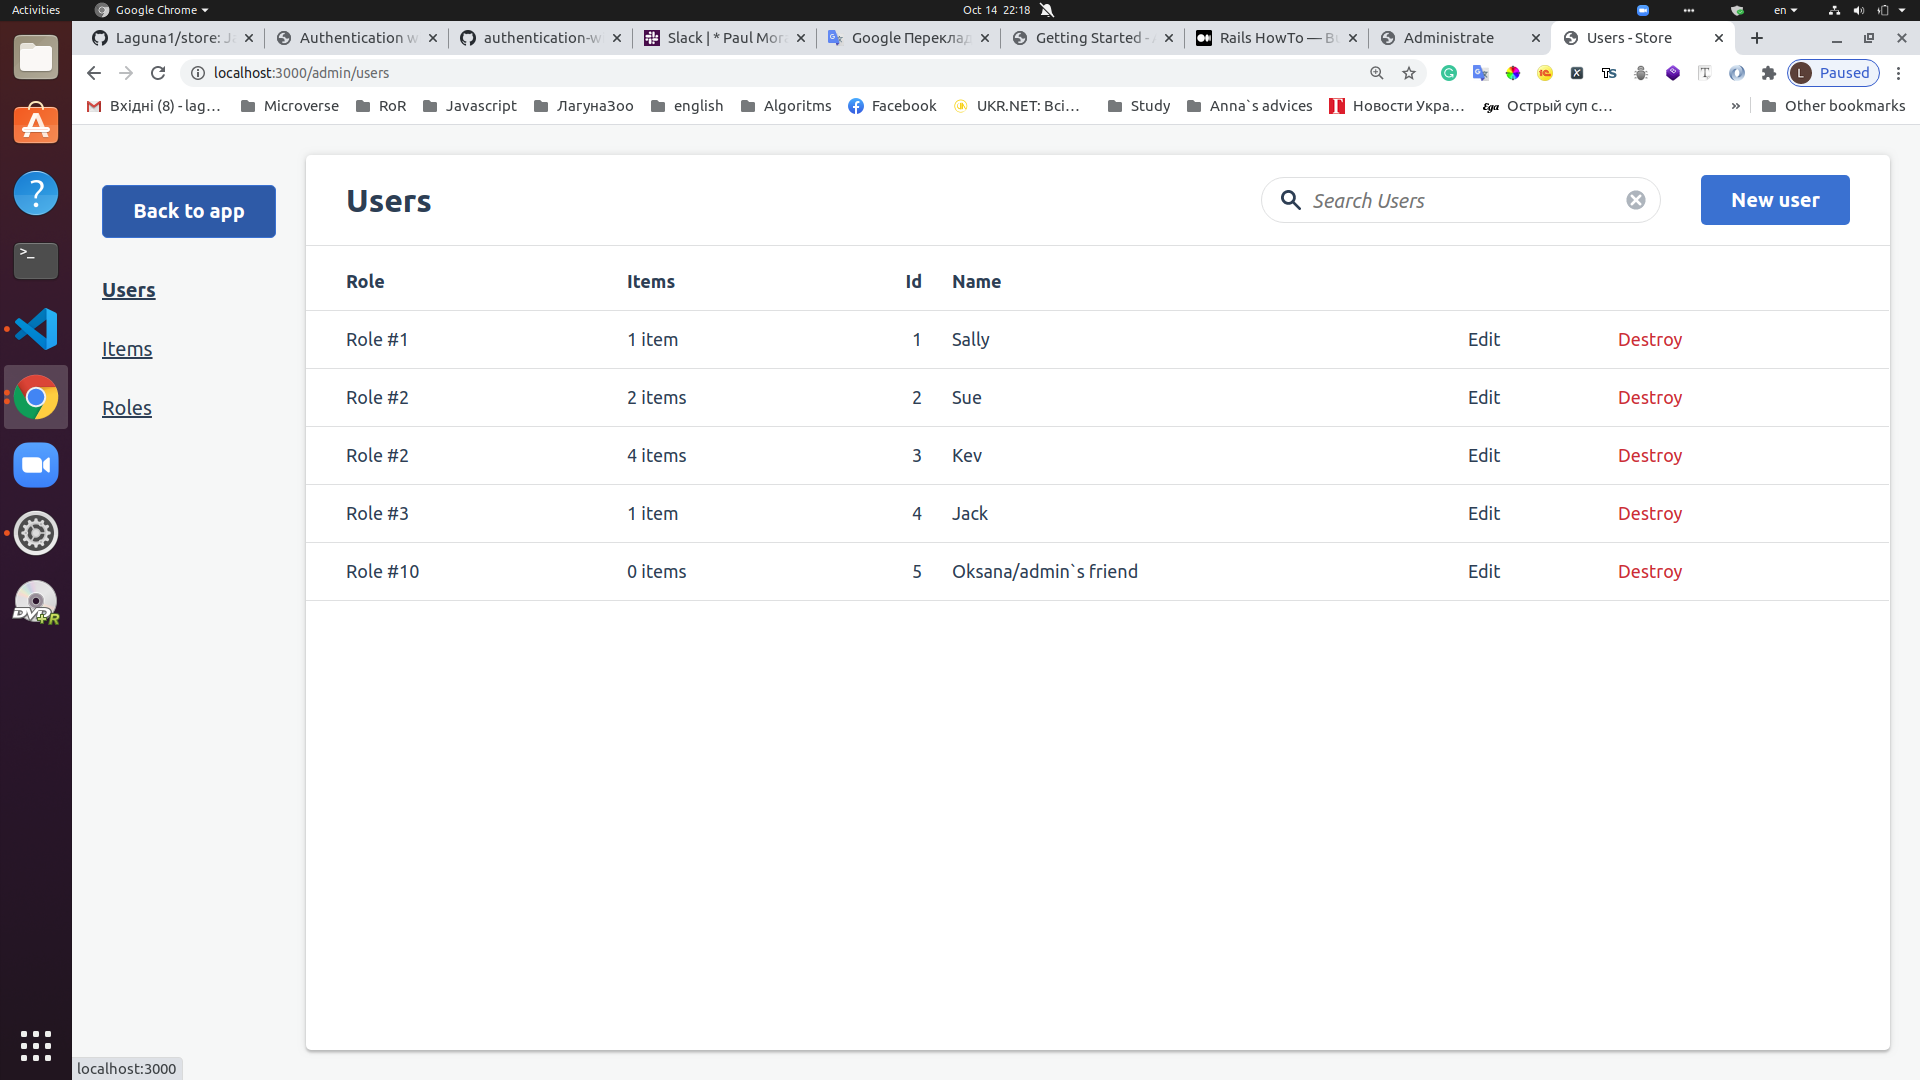 Activities
Google Chrome
Oct 14 22:18
en
Laguna1/store: Ja
Authentication w
authentication-w
Slack | * Paul Mora
Google Переклад
Getting Started - A
Rails HowTo — Bu
Administrate
Users - Store
localhost:3000/admin/users
L
Paused
Вхідні (8) - lag...
Microverse
RoR
Javascript
ЛагунаЗоо
english
Algoritms
Facebook
UKR.NET: Всі...
Study
Anna`s advices
Новости Укра...
Острый суп с...
»
Other bookmarks
Back to app
Users
Items
Roles
Users
Search Users
New user
Role Items Id Name
Role #1 1 item 1 Sally Edit Destroy
Role #2 2 items 2 Sue Edit Destroy
Role #2 4 items 3 Kev Edit Destroy
Role #3 1 item 4 Jack Edit Destroy
Role #10 0 items 5 Oksana/admin`s friend Edit Destroy
localhost:3000